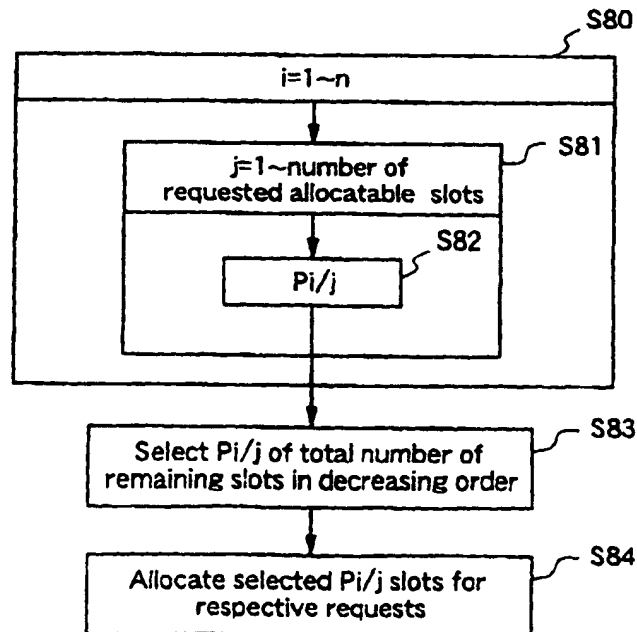 S80
i=1~n
S81
j=1~number of
requested allocatable slots
S82
Pi/j
S83
Select Pi/j of total number of
remaining slots in decreasing order
S84
Allocate selected Pi/j slots for
respective requests